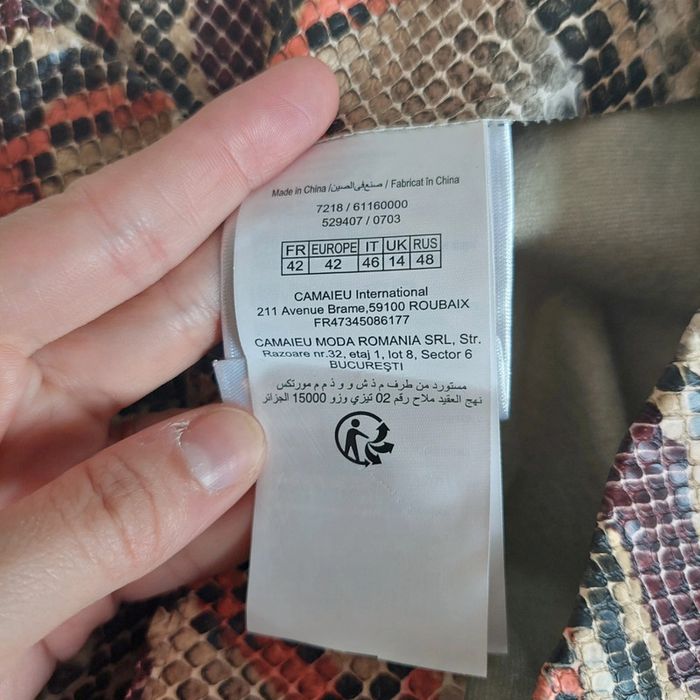 Made in China / صنع في الصين / Fabricat în China
7218 / 61160000
529407 / 0703
FR EUROPE IT UK RUS
42 42 46 14 48
CAMAIEU International
211 Avenue Brame,59100 ROUBAIX
FR47345086177
CAMAIEU MODA ROMANIA SRL, Str.
Razoare nr.32, etaj 1, lot 8, Sector 6
BUCUREȘTI
مستورد من طرف م ذ ش و و ذ م م مورتكس
نهج العقيد ملاح رقم 02 تيزي وزو 15000 الجزائر